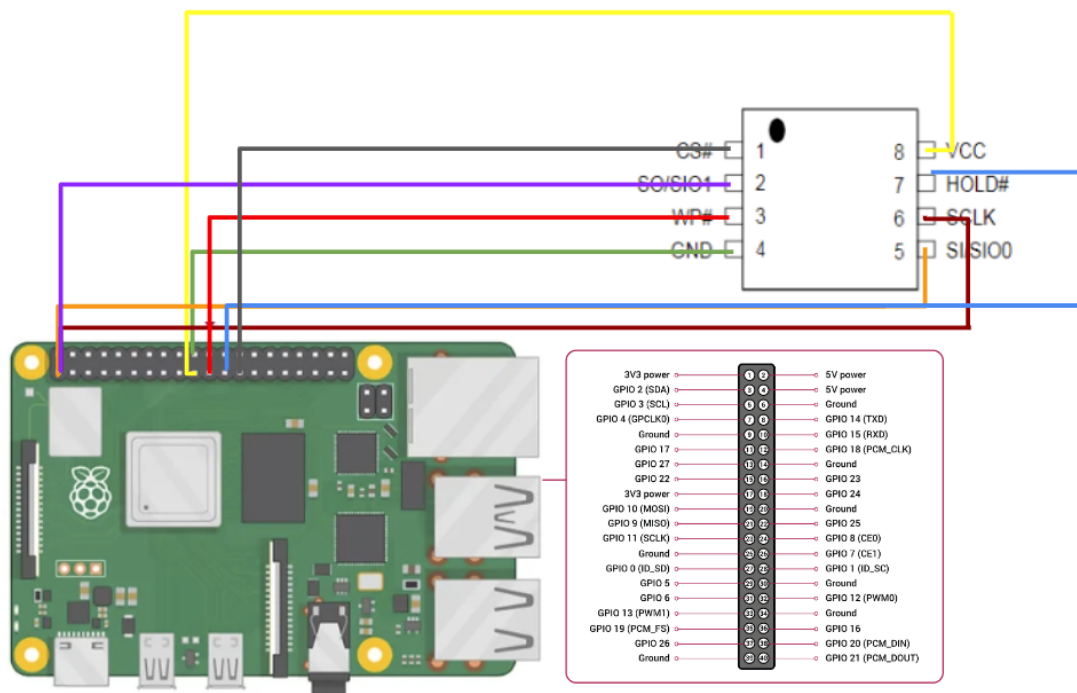 CS# 1 8 VCC
SO/SIO1 2 7 HOLD#
WP# 3 6 SCLK
GND 4 5 SI/SIO0
3V3 power 1 2 5V power
GPIO 2 (SDA) 3 4 5V power
GPIO 3 (SCL) 5 6 Ground
GPIO 4 (GPCLK0) 7 8 GPIO 14 (TXD)
Ground 9 10 GPIO 15 (RXD)
GPIO 17 11 12 GPIO 18 (PCM_CLK)
GPIO 27 13 14 Ground
GPIO 22 15 16 GPIO 23
3V3 power 17 18 GPIO 24
GPIO 10 (MOSI) 19 20 Ground
GPIO 9 (MISO) 21 22 GPIO 25
GPIO 11 (SCLK) 23 24 GPIO 8 (CE0)
Ground 25 26 GPIO 7 (CE1)
GPIO 0 (ID_SD) 27 28 GPIO 1 (ID_SC)
GPIO 5 29 30 Ground
GPIO 6 31 32 GPIO 12 (PWM0)
GPIO 13 (PWM1) 33 34 Ground
GPIO 19 (PCM_FS) 35 36 GPIO 16
GPIO 26 37 38 GPIO 20 (PCM_DIN)
Ground 39 40 GPIO 21 (PCM_DOUT)